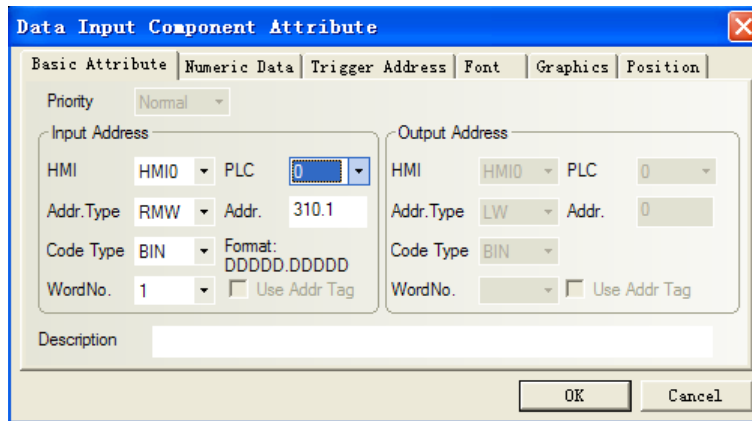 Data Input Component Attribute
Basic Attribute Numeric Data Trigger Address Font Graphics Position
Priority Normal
Input Address
HMI HMI0 PLC 0
Addr.Type RMW Addr. 310.1
Code Type BIN Format: DDDDD.DDDDD
WordNo. 1 Use Addr Tag
Output Address
HMI HMI0 PLC 0
Addr.Type LW Addr. 0
Code Type BIN
WordNo. Use Addr Tag
Description
OK Cancel